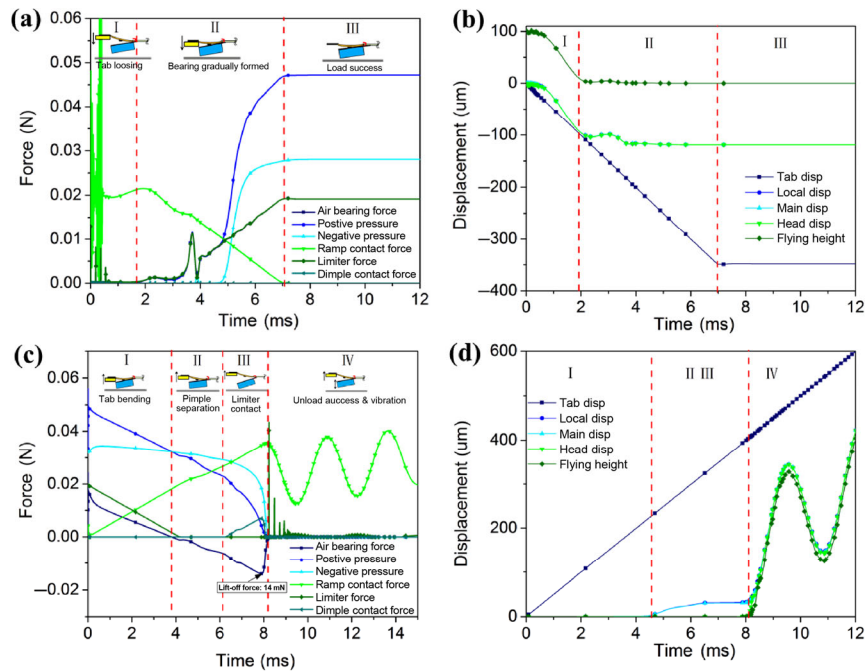 (a)
0.06
0.05
0.04
0.03
0.02
0.01
0.00
Force (N)
I
II
III
Tab loosing
Bearing gradually formed
Load success
Air bearing force
Postive pressure
Negative pressure
Ramp contact force
Limiter force
Dimple contact force
0 2 4 6 8 10 12
Time (ms)
(b)
100
0
−100
−200
−300
−400
Displacement (um)
I
II
III
Tab disp
Local disp
Main disp
Head disp
Flying height
0 2 4 6 8 10 12
Time (ms)
(c)
0.06
0.04
0.02
0.00
−0.02
Force (N)
I
II
III
IV
Tab bending
Pimple
separation
Limiter
contact
Unload auccess & vibration
Lift-off force: 14 mN
Air bearing force
Postive pressure
Negative pressure
Ramp contact force
Limiter force
Dimple contact force
0 2 4 6 8 10 12 14
Time (ms)
(d)
600
400
200
0
Displacement (um)
I
II III
IV
Tab disp
Local disp
Main disp
Head disp
Flying height
0 2 4 6 8 10 12
Time (ms)